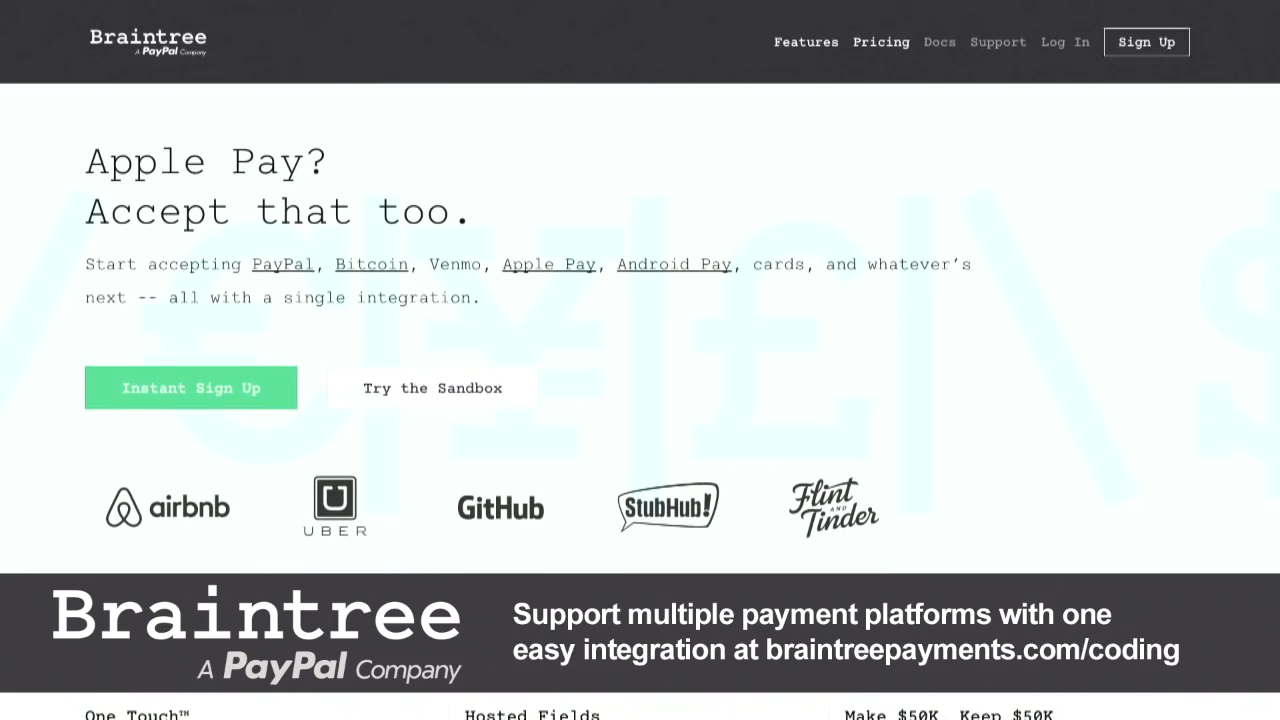 Braintree
A PayPal Company
Features Pricing Docs Support Log In Sign Up
Apple Pay?
Accept that too.
Start accepting PayPal, Bitcoin, Venmo, Apple Pay, Android Pay, cards, and whatever’s
next -- all with a single integration.
Instant Sign Up Try the Sandbox
airbnb
UBER
GitHub
StubHub!
Flint
AND
Tinder
Braintree
A PayPal Company
Support multiple payment platforms with one
easy integration at braintreepayments.com/coding
One Touch™ Hosted Fields Make $50K, Keep $50K